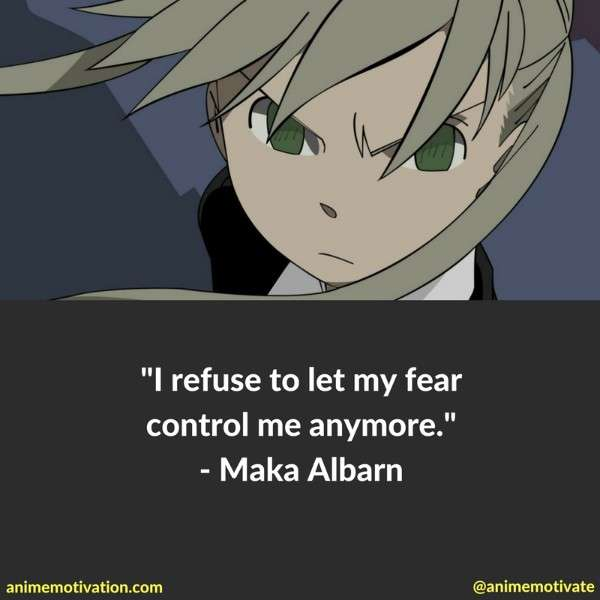 "I refuse to let my fear
control me anymore."
- Maka Albarn
animemotivation.com
@animemotivate